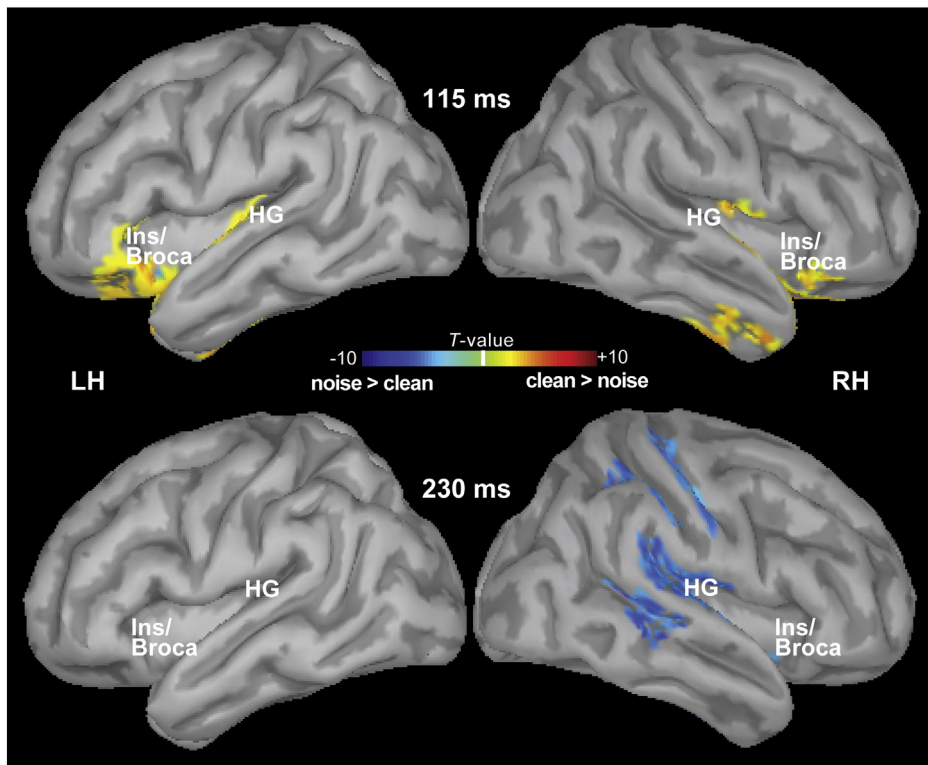 115 ms
HG
HG
Ins/
Broca
Ins/
Broca
T-value
-10
+10
noise > clean
clean > noise
LH
RH
230 ms
HG
HG
Ins/
Broca
Ins/
Broca